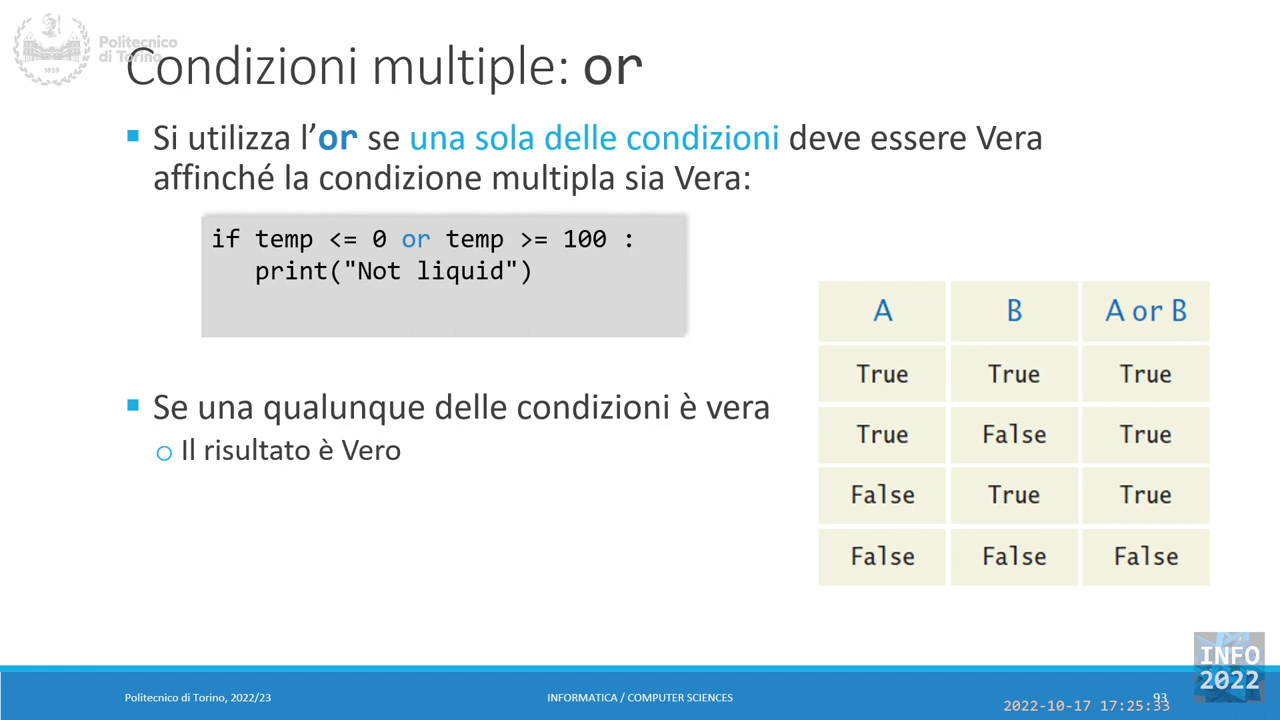 Politecnico
di Torino
1859
Condizioni multiple: or
Si utilizza l’or se una sola delle condizioni deve essere Vera
affinché la condizione multipla sia Vera:
if temp <= 0 or temp >= 100 :
print("Not liquid")
Se una qualunque delle condizioni è vera
Il risultato è Vero
A B A or B
True True True
True False True
False True True
False False False
Politecnico di Torino, 2022/23
INFORMATICA / COMPUTER SCIENCES
93
INFO
2022
2022-10-17 17:25:33